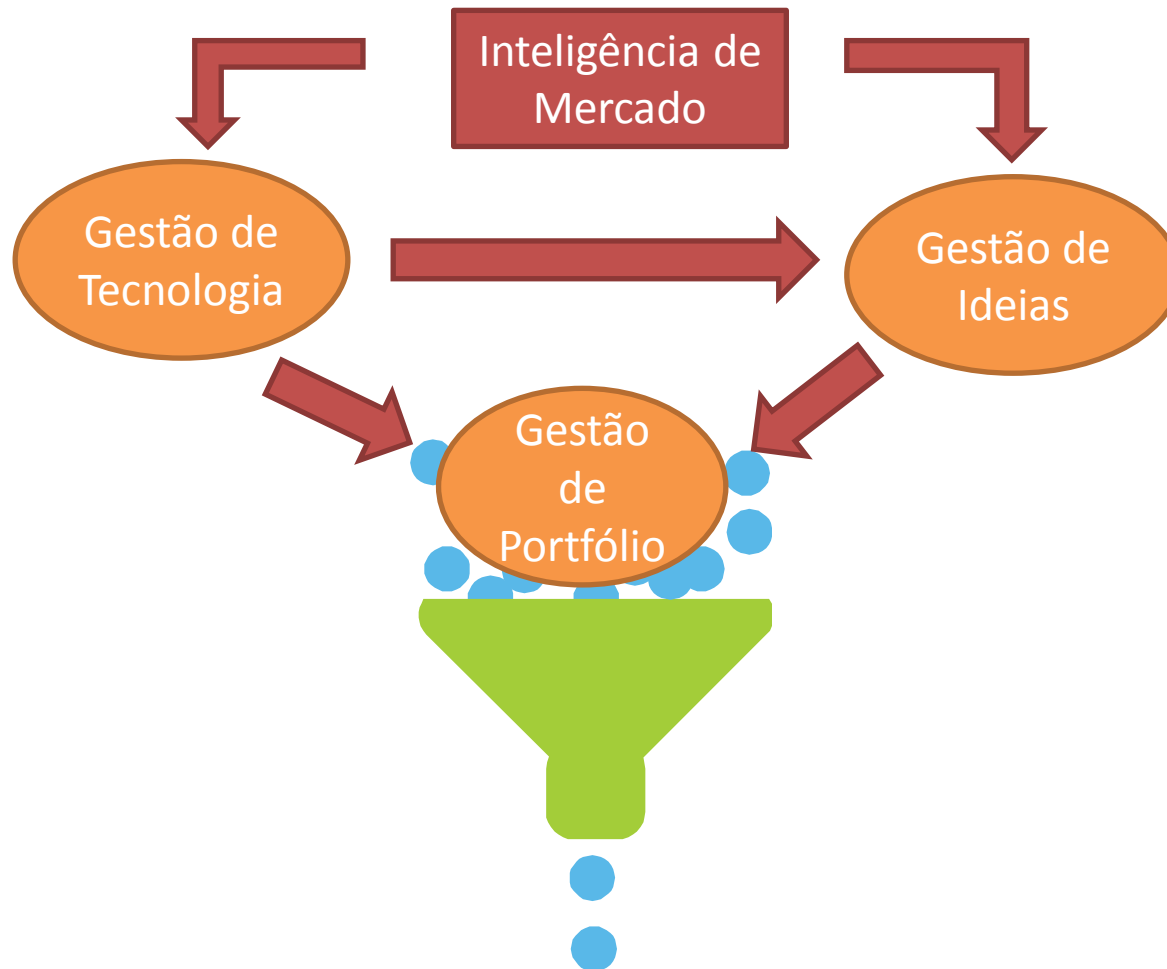 Inteligência de
Mercado
Gestão de
Tecnologia
Gestão de
Ideias
Gestão
de
Portfólio